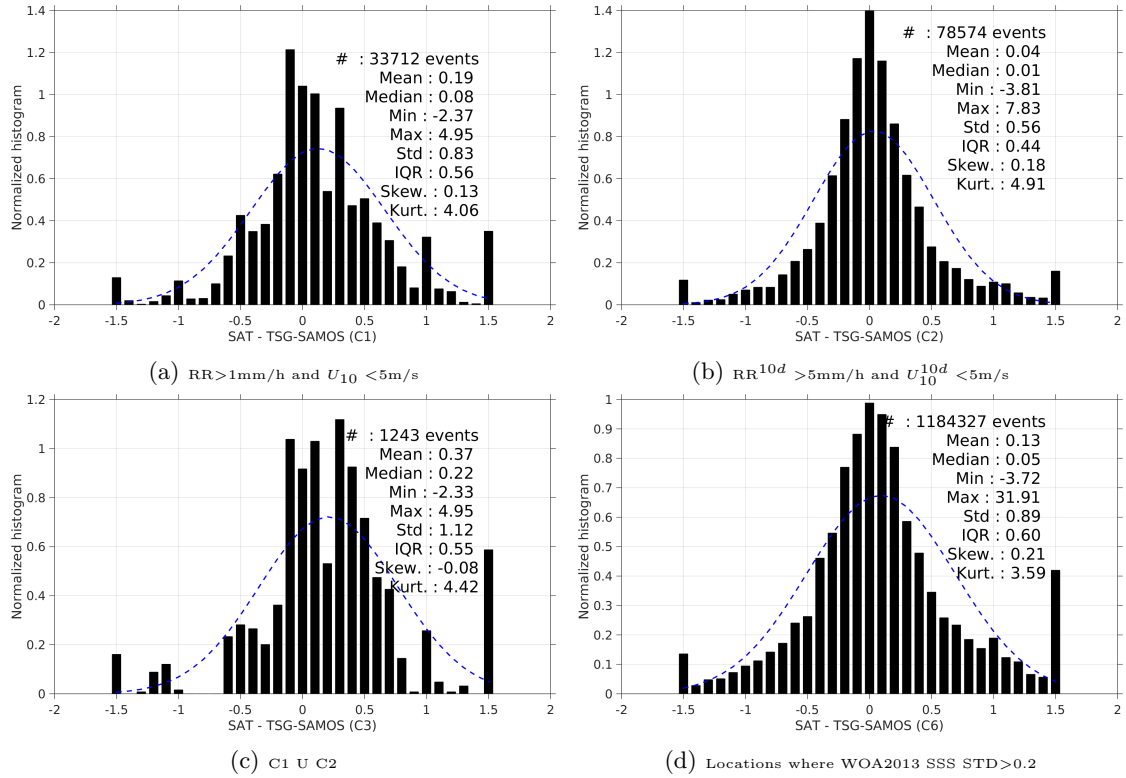 1.4
1.2
1
0.8
0.6
0.4
0.2
0
Normalized histogram
# : 33712 events
Mean : 0.19
Median : 0.08
Min : -2.37
Max : 4.95
Std : 0.83
IQR : 0.56
Skew. : 0.13
Kurt. : 4.06
-2 -1.5 -1 -0.5 0 0.5 1 1.5 2
SAT - TSG-SAMOS (C1)
(a) RR>1mm/h and U10 <5m/s
1.4
1.2
1
0.8
0.6
0.4
0.2
0
Normalized histogram
# : 78574 events
Mean : 0.04
Median : 0.01
Min : -3.81
Max : 7.83
Std : 0.56
IQR : 0.44
Skew. : 0.18
Kurt. : 4.91
-2 -1.5 -1 -0.5 0 0.5 1 1.5 2
SAT - TSG-SAMOS (C2)
(b) RR10d >5mm/h and U10d10 <5m/s
1.2
1
0.8
0.6
0.4
0.2
0
Normalized histogram
# : 1243 events
Mean : 0.37
Median : 0.22
Min : -2.33
Max : 4.95
Std : 1.12
IQR : 0.55
Skew. : -0.08
Kurt. : 4.42
-2 -1.5 -1 -0.5 0 0.5 1 1.5 2
SAT - TSG-SAMOS (C3)
(c) C1 U C2
1
0.9
0.8
0.7
0.6
0.5
0.4
0.3
0.2
0.1
0
Normalized histogram
# : 1184327 events
Mean : 0.13
Median : 0.05
Min : -3.72
Max : 31.91
Std : 0.89
IQR : 0.60
Skew. : 0.21
Kurt. : 3.59
-2 -1.5 -1 -0.5 0 0.5 1 1.5 2
SAT - TSG-SAMOS (C6)
(d) Locations where WOA2013 SSS STD>0.2